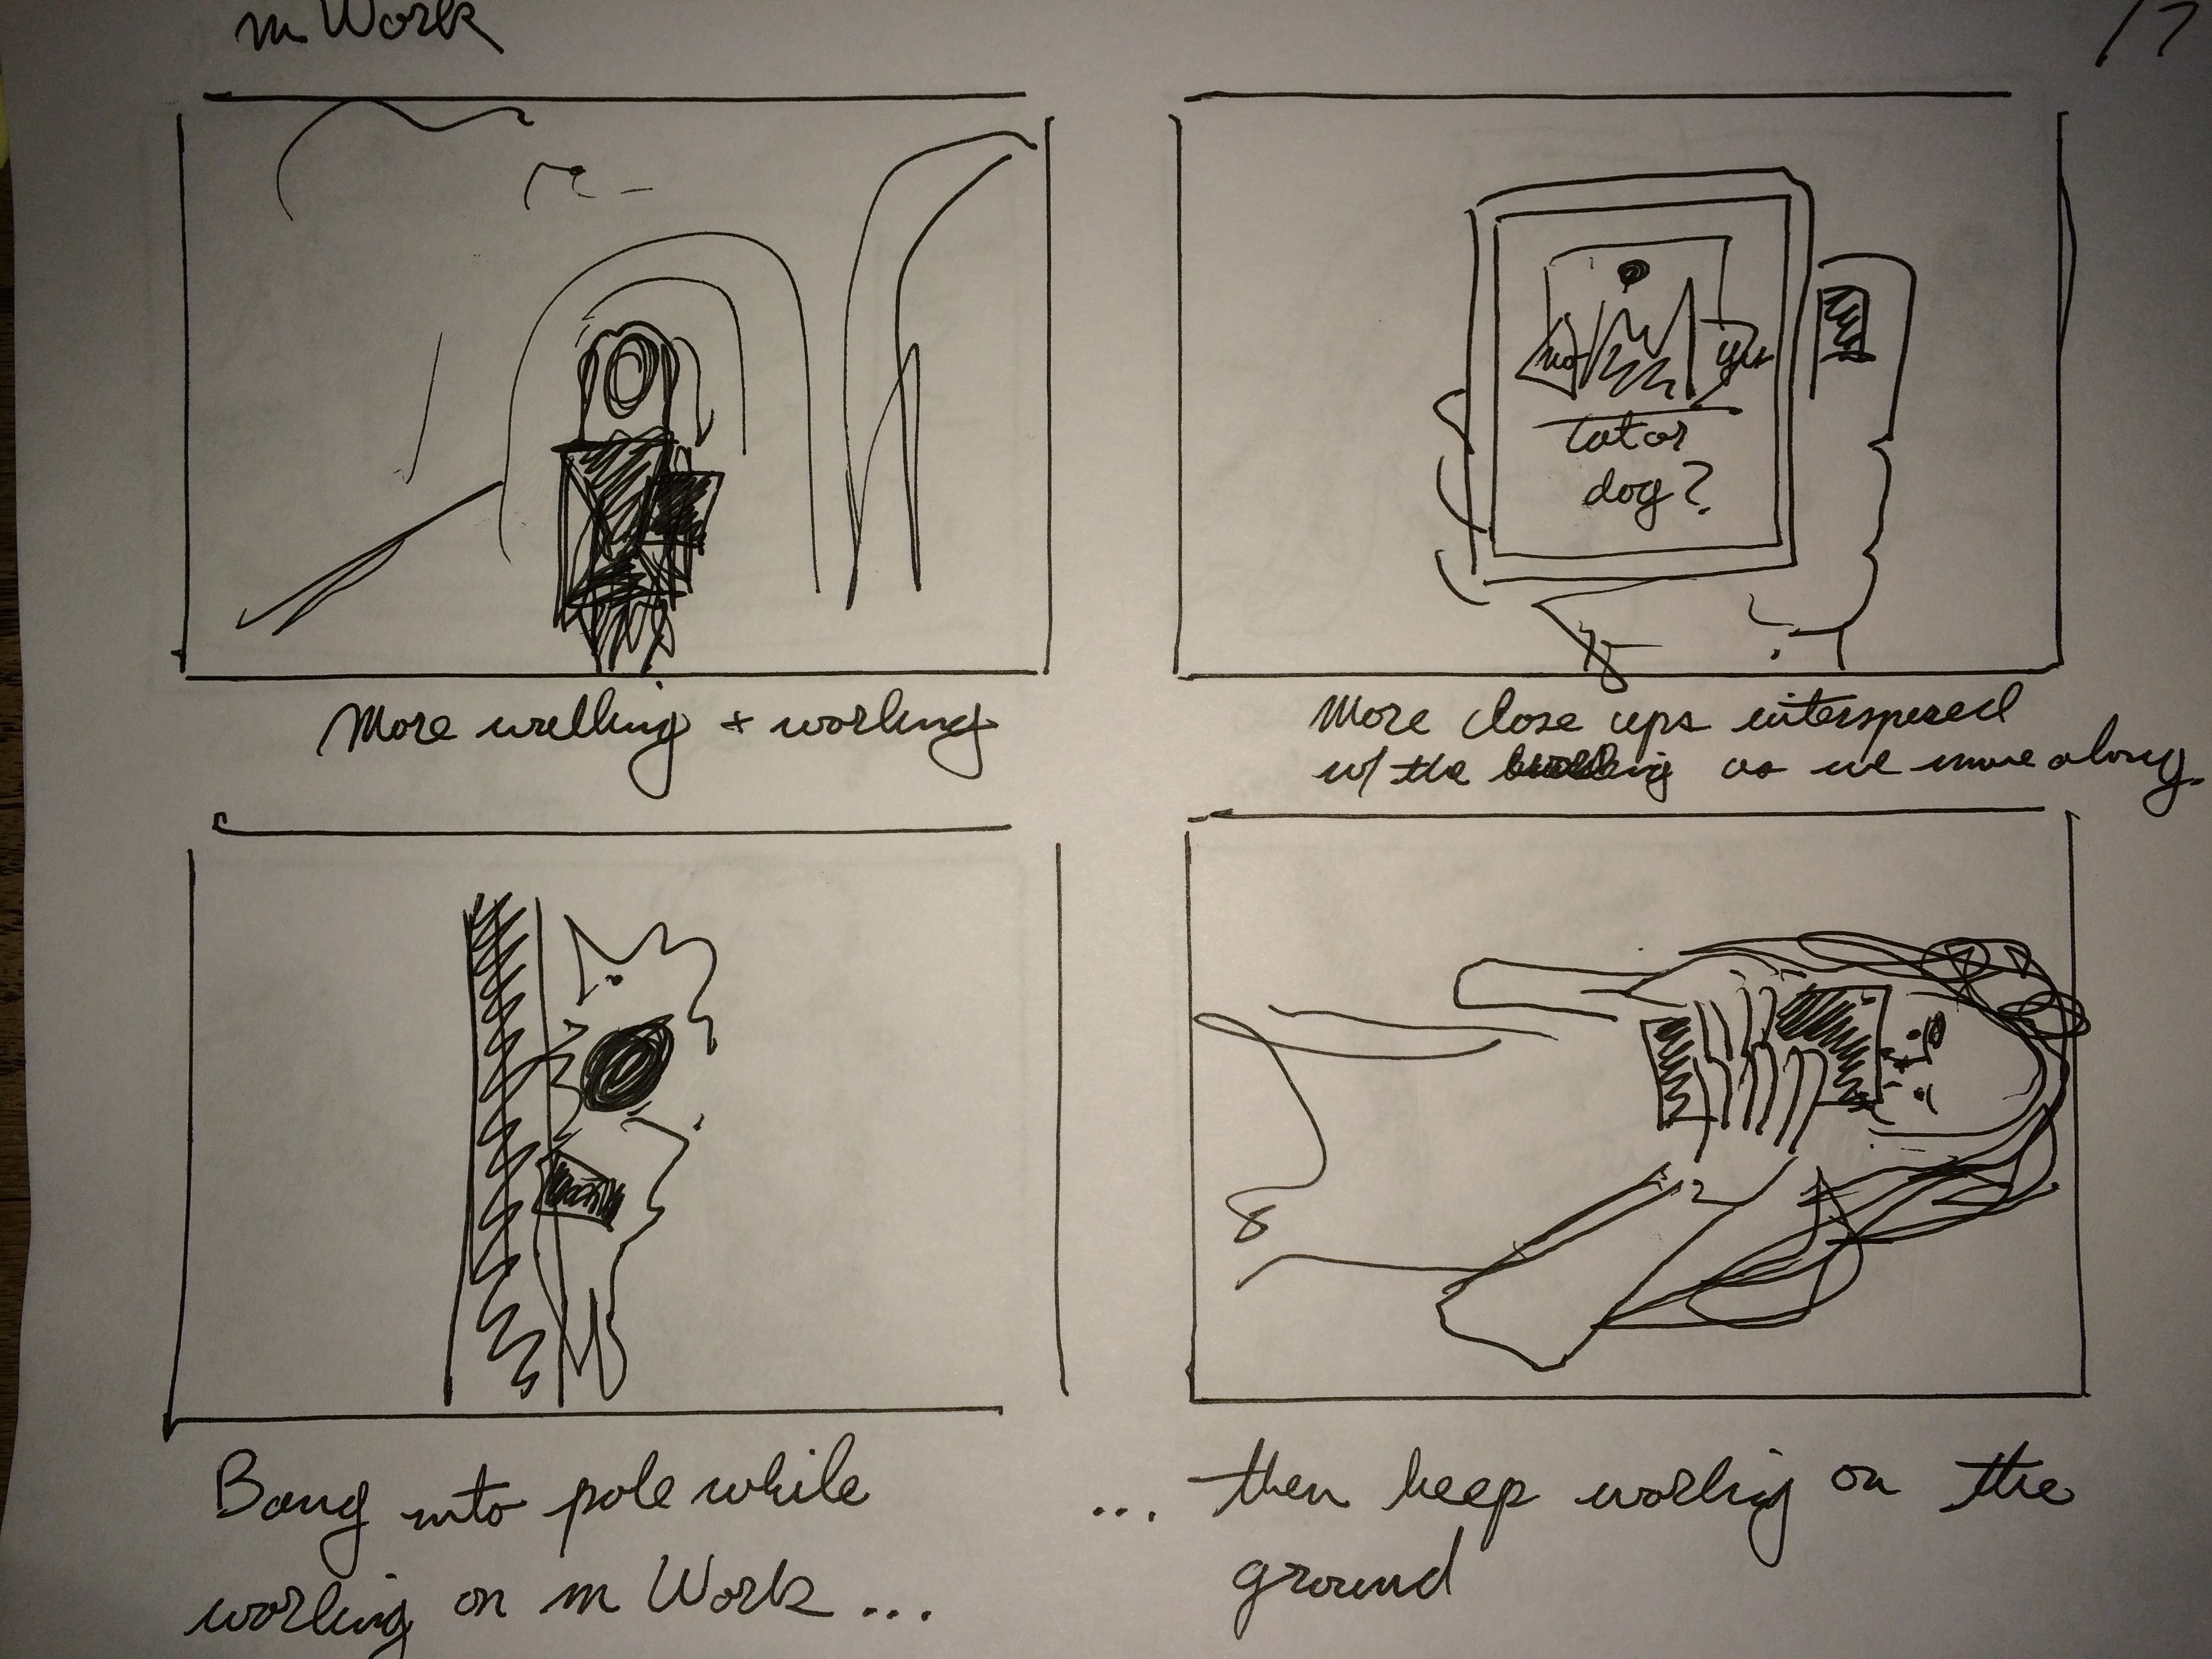 m Work
17
no
yes
Tat or
dog?
More walking + working
More close ups interspersed
w/ the walking as we move along.
Bang into pole while
working on m Work...
... then keep working on the
ground